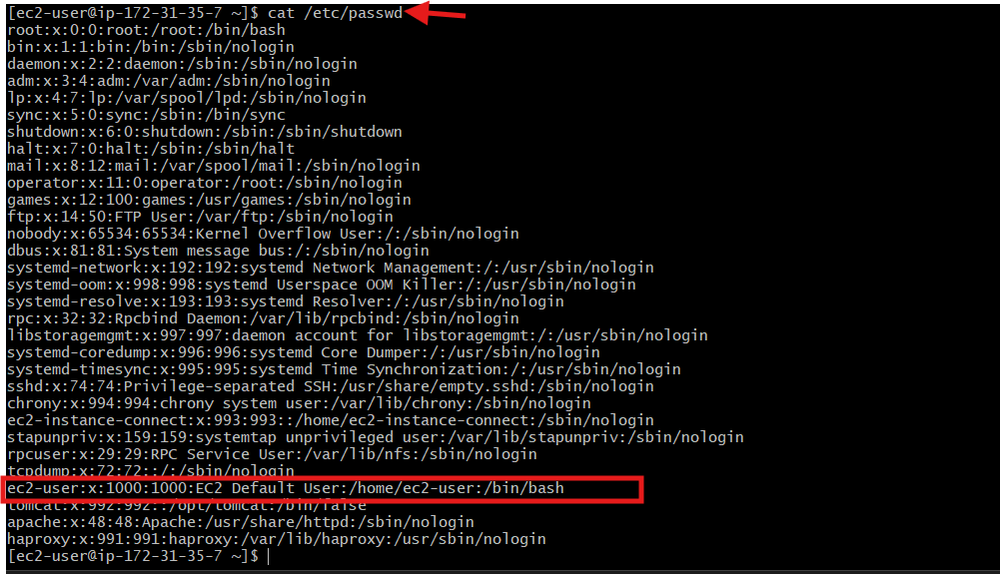 [ec2-user@ip-172-31-35-7 ~]$ cat /etc/passwd
root:x:0:0:root:/root:/bin/bash
bin:x:1:1:bin:/bin:/sbin/nologin
daemon:x:2:2:daemon:/sbin:/sbin/nologin
adm:x:3:4:adm:/var/adm:/sbin/nologin
lp:x:4:7:lp:/var/spool/lpd:/sbin/nologin
sync:x:5:0:sync:/sbin:/bin/sync
shutdown:x:6:0:shutdown:/sbin:/sbin/shutdown
halt:x:7:0:halt:/sbin:/sbin/halt
mail:x:8:12:mail:/var/spool/mail:/sbin/nologin
operator:x:11:0:operator:/root:/sbin/nologin
games:x:12:100:games:/usr/games:/sbin/nologin
ftp:x:14:50:FTP User:/var/ftp:/sbin/nologin
nobody:x:65534:65534:Kernel Overflow User:/:/sbin/nologin
dbus:x:81:81:System message bus:/:/sbin/nologin
systemd-network:x:192:192:systemd Network Management:/:/usr/sbin/nologin
systemd-oom:x:998:998:systemd Userspace OOM Killer:/:/usr/sbin/nologin
systemd-resolve:x:193:193:systemd Resolver:/:/usr/sbin/nologin
rpc:x:32:32:Rpcbind Daemon:/var/lib/rpcbind:/sbin/nologin
libstoragemgmt:x:997:997:daemon account for libstoragemgmt:/:/usr/sbin/nologin
systemd-coredump:x:996:996:systemd Core Dumper:/:/usr/sbin/nologin
systemd-timesync:x:995:995:systemd Time Synchronization:/:/usr/sbin/nologin
sshd:x:74:74:Privilege-separated SSH:/usr/share/empty.sshd:/sbin/nologin
chrony:x:994:994:chrony system user:/var/lib/chrony:/sbin/nologin
ec2-instance-connect:x:993:993::/home/ec2-instance-connect:/sbin/nologin
stapunpriv:x:159:159:systemtap unprivileged user:/var/lib/stapunpriv:/sbin/nologin
rpcuser:x:29:29:RPC Service User:/var/lib/nfs:/sbin/nologin
tcpdump:x:72:72::/:/sbin/nologin
ec2-user:x:1000:1000:EC2 Default User:/home/ec2-user:/bin/bash
tomcat:x:992:992::/opt/tomcat:/bin/false
apache:x:48:48:Apache:/usr/share/httpd:/sbin/nologin
haproxy:x:991:991:haproxy:/var/lib/haproxy:/usr/sbin/nologin
[ec2-user@ip-172-31-35-7 ~]$